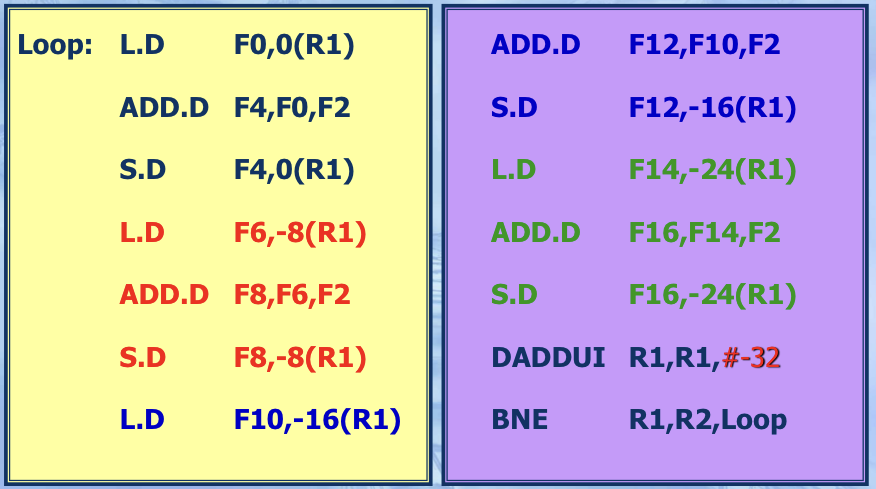 Loop: L.D F0,0(R1)
ADD.D F4,F0,F2
S.D F4,0(R1)
L.D F6,-8(R1)
ADD.D F8,F6,F2
S.D F8,-8(R1)
L.D F10,-16(R1)
ADD.D F12,F10,F2
S.D F12,-16(R1)
L.D F14,-24(R1)
ADD.D F16,F14,F2
S.D F16,-24(R1)
DADDUI R1,R1,#-32
BNE R1,R2,Loop